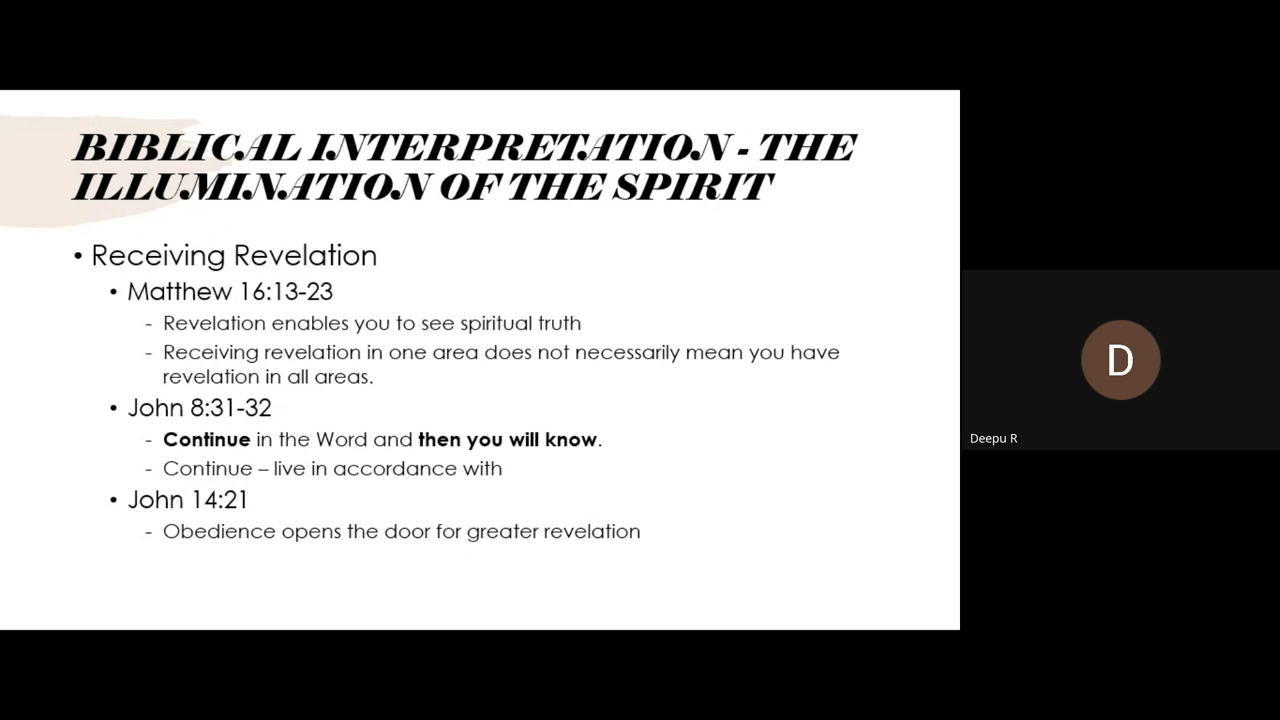 BIBLICAL INTERPRETATION - THE
ILLUMINATION OF THE SPIRIT
• Receiving Revelation
• Matthew 16:13-23
- Revelation enables you to see spiritual truth
- Receiving revelation in one area does not necessarily mean you have
revelation in all areas.
• John 8:31-32
- Continue in the Word and then you will know.
- Continue – live in accordance with
• John 14:21
- Obedience opens the door for greater revelation
D
Deepu R